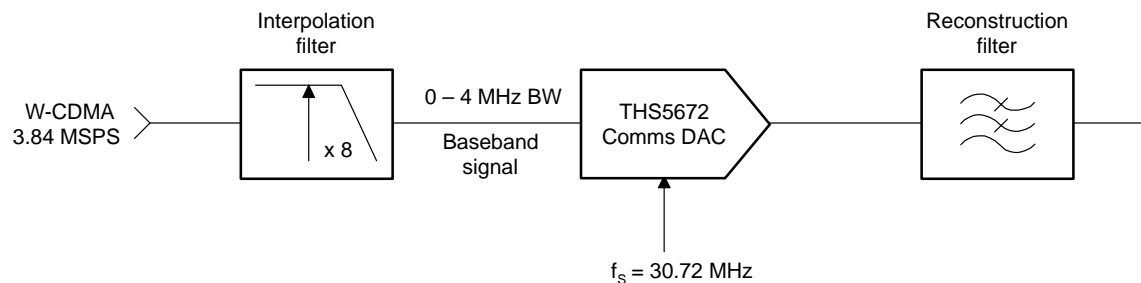 Interpolation
filter
Reconstruction
filter
W-CDMA
3.84 MSPS
x 8
0 – 4 MHz BW
Baseband
signal
THS5672
Comms DAC
fS = 30.72 MHz